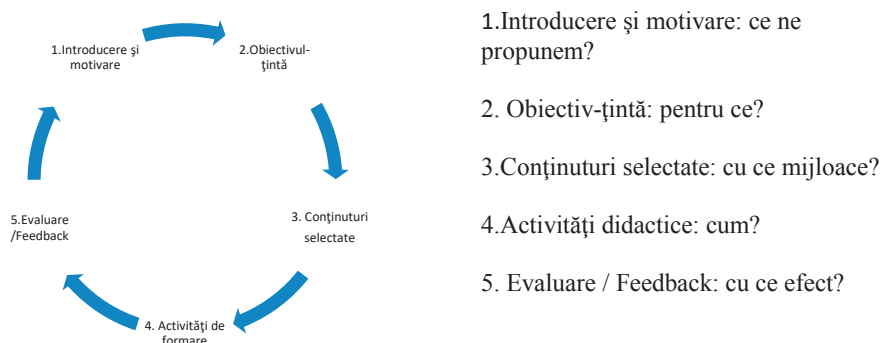 1.Introducere şi
motivare
2.Obiectivul-
ţintă
3. Conţinuturi
selectate
4. Activităţi de
formare
5.Evaluare
/Feedback
1.Introducere şi motivare: ce ne
propunem?
2. Obiectiv-ţintă: pentru ce?
3.Conţinuturi selectate: cu ce mijloace?
4.Activităţi didactice: cum?
5. Evaluare / Feedback: cu ce efect?